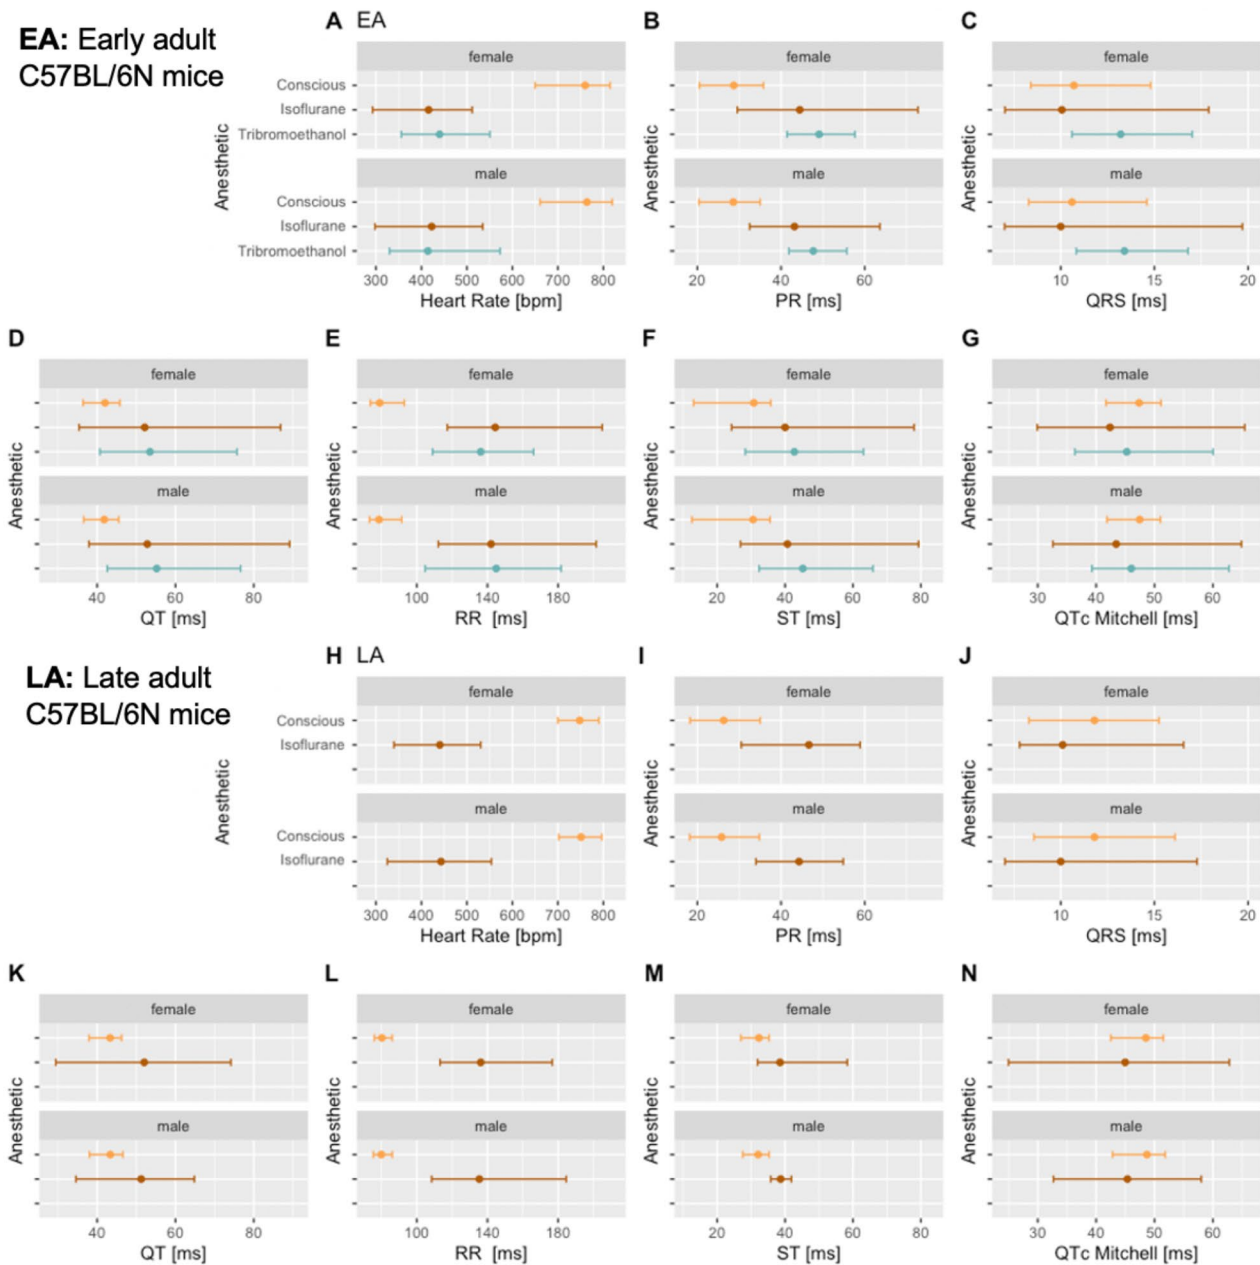 EA: Early adult
C57BL/6N mice
A EA
female
Conscious
Isoflurane
Tribromoethanol
male
Conscious
Isoflurane
Tribromoethanol
Anesthetic
300 400 500 600 700 800
Heart Rate [bpm]
B
female
male
Anesthetic
20 40 60
PR [ms]
C
female
male
Anesthetic
10 15 20
QRS [ms]
D
female
male
Anesthetic
40 60 80
QT [ms]
E
female
male
Anesthetic
100 140 180
RR [ms]
F
female
male
Anesthetic
20 40 60 80
ST [ms]
G
female
male
Anesthetic
30 40 50 60
QTc Mitchell [ms]
LA: Late adult
C57BL/6N mice
H LA
female
Conscious
Isoflurane
male
Conscious
Isoflurane
Anesthetic
300 400 500 600 700 800
Heart Rate [bpm]
I
female
male
Anesthetic
20 40 60
PR [ms]
J
female
male
Anesthetic
10 15 20
QRS [ms]
K
female
male
Anesthetic
40 60 80
QT [ms]
L
female
male
Anesthetic
100 140 180
RR [ms]
M
female
male
Anesthetic
20 40 60 80
ST [ms]
N
female
male
Anesthetic
30 40 50 60
QTc Mitchell [ms]